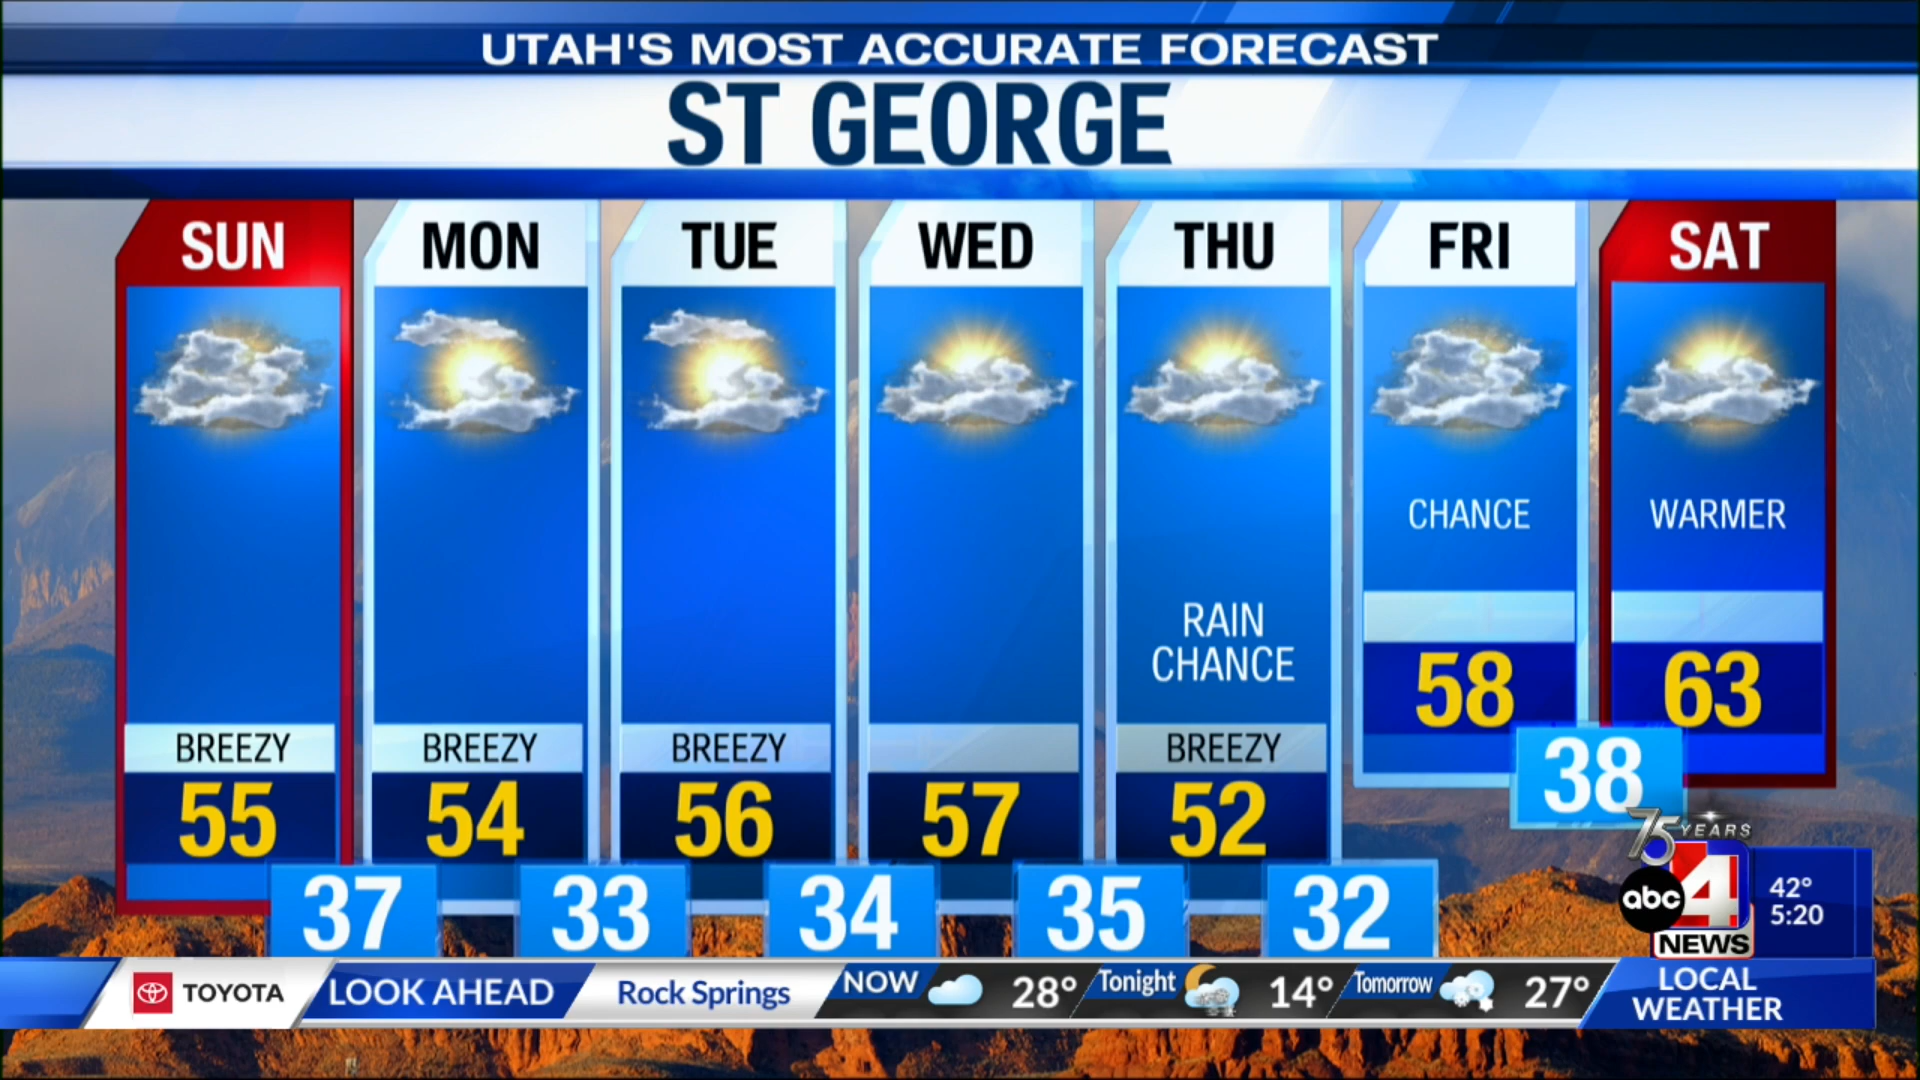 UTAH'S MOST ACCURATE FORECAST
ST GEORGE
SUN MON TUE WED THU FRI SAT
CHANCE WARMER
RAIN
CHANCE
58 63
BREEZY BREEZY BREEZY BREEZY
38
55 54 56 57 52
75 YEARS
37 33 34 35 32
abc 4
NEWS
42°
5:20
TOYOTA LOOK AHEAD Rock Springs NOW 28° Tonight 14° Tomorrow 27°
LOCAL
WEATHER